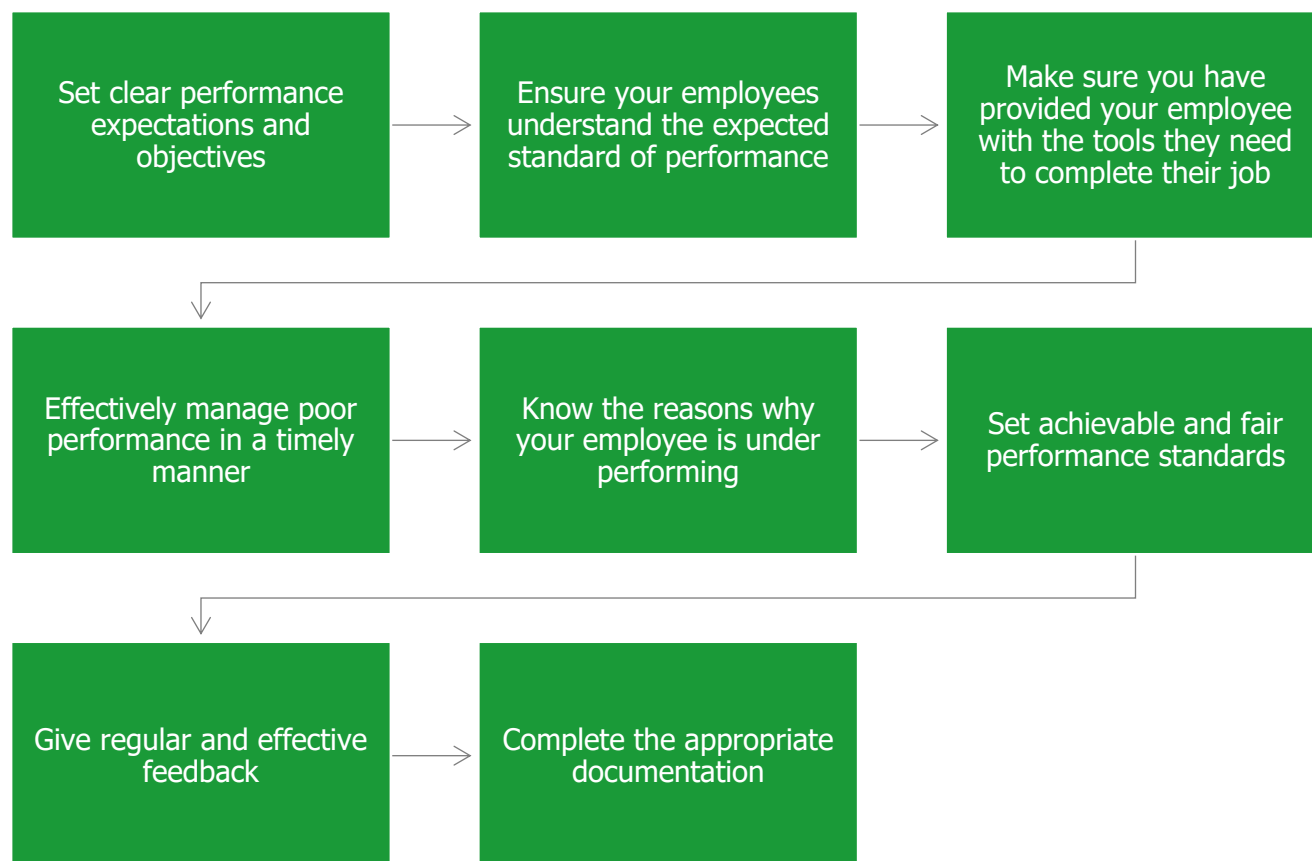 Set clear performance
expectations and
objectives
Ensure your employees
understand the expected
standard of performance
Make sure you have
provided your employee
with the tools they need
to complete their job
Effectively manage poor
performance in a timely
manner
Know the reasons why
your employee is under
performing
Set achievable and fair
performance standards
Give regular and effective
feedback
Complete the appropriate
documentation